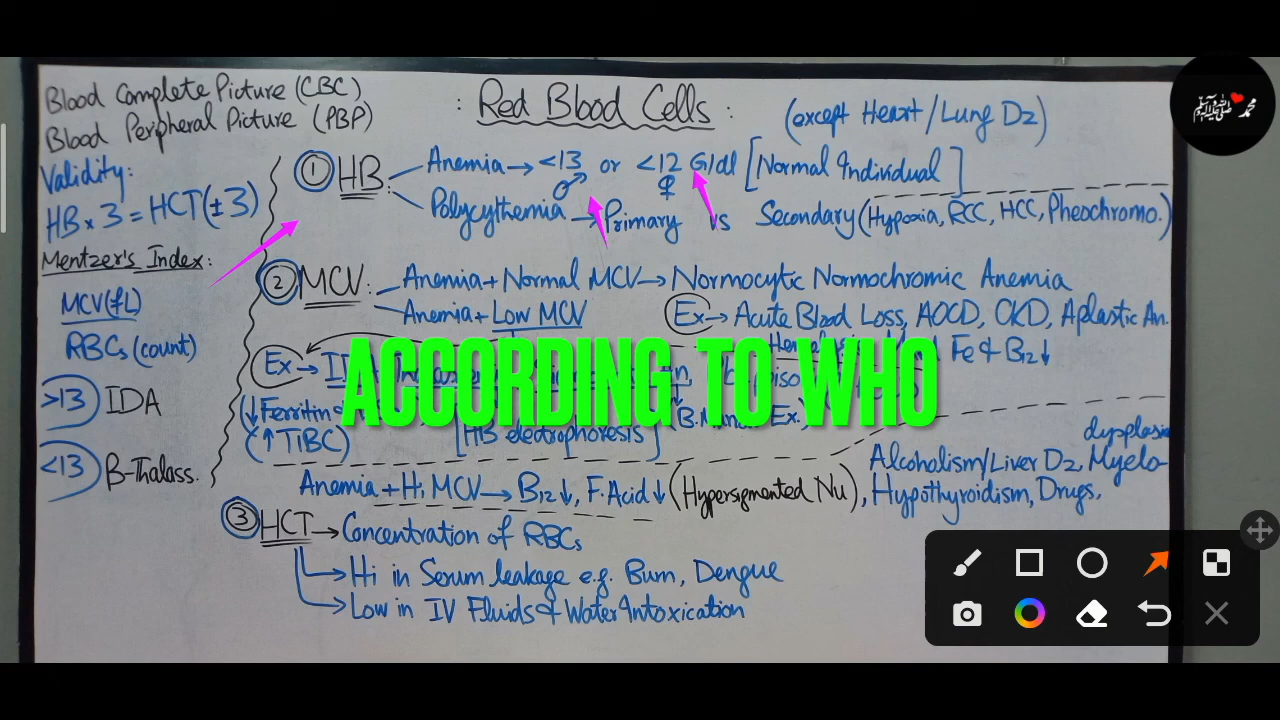 Blood Complete Picture (CBC)
Blood Peripheral Picture (PBP)
Validity:
HB x 3 = HCT (± 3)
Mentzer's Index:
MCV (fL)
RBCs (count)
>13) IDA
<13) β-Thalass.
: Red Blood Cells :
(except Heart/Lung Dz)
① HB: Anemia → <13 ♂ or <12 ♀ G/dl [Normal Individual]
Polycythemia → Primary vs Secondary (Hypoxia, RCC, HCC, Pheochromo.)
② MCV: Anemia + Normal MCV → Normocytic Normochromic Anemia
Ex → Acute Blood Loss, AOCD, CKD, Aplastic An.
Fe & B12 ↓
Anemia + Low MCV
Ex →
(↓ Ferritin
↑ TIBC)
[HB electrophoresis]
ACCORDING TO WHO
Anemia + Hi MCV → B12 ↓, F. Acid ↓ (Hypersigmented Nu),
Alcoholism/Liver Dz, Myelo-
dysplasia
Hypothyroidism, Drugs.
③ HCT → Concentration of RBCs
→ Hi in Serum leakage e.g. Burn, Dengue
→ Low in IV Fluids & Water Intoxication